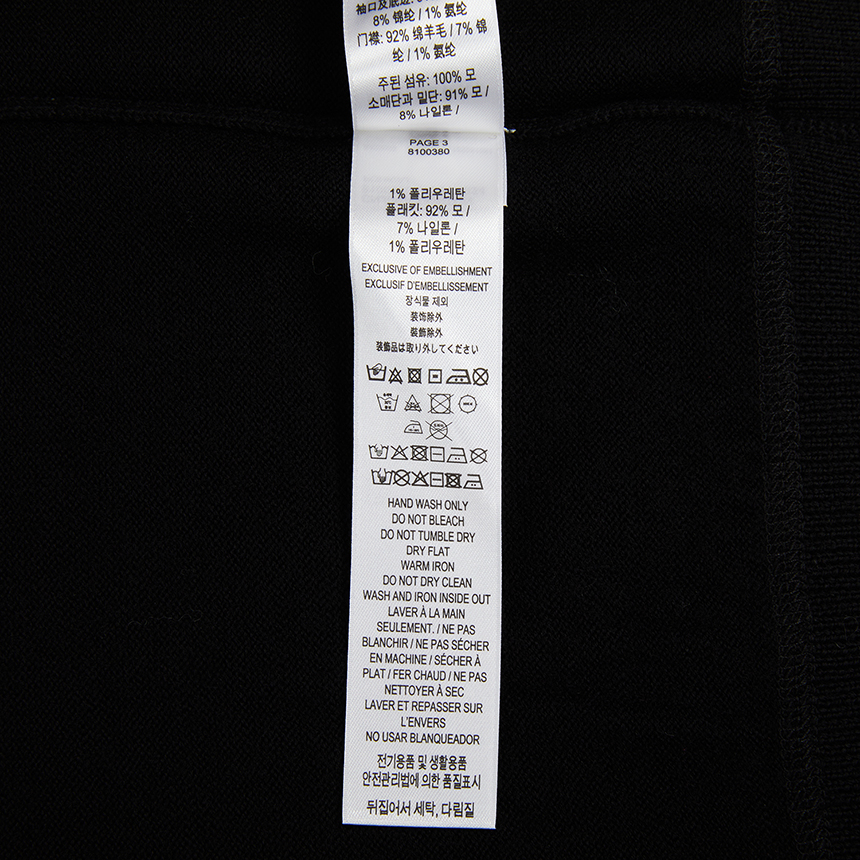 袖口及底边: 91%
8% 锦纶 / 1% 氨纶
门襟: 92% 绵羊毛 / 7% 锦
纶 / 1% 氨纶
주된 섬유: 100% 모
소매단과 밑단: 91% 모 /
8% 나일론 /
PAGE 3
8100380
1% 폴리우레탄
플래킷: 92% 모 /
7% 나일론 /
1% 폴리우레탄
EXCLUSIVE OF EMBELLISHMENT
EXCLUSIF D'EMBELLISSEMENT
장식물 제외
装饰除外
裝飾除外
装飾品は取り外してください
HAND WASH ONLY
DO NOT BLEACH
DO NOT TUMBLE DRY
DRY FLAT
WARM IRON
DO NOT DRY CLEAN
WASH AND IRON INSIDE OUT
LAVER À LA MAIN
SEULEMENT. / NE PAS
BLANCHIR / NE PAS SÉCHER
EN MACHINE / SÉCHER À
PLAT / FER CHAUD / NE PAS
NETTOYER À SEC
LAVER ET REPASSER SUR
L'ENVERS
NO USAR BLANQUEADOR
전기용품 및 생활용품
안전관리법에 의한 품질표시
뒤집어서 세탁, 다림질